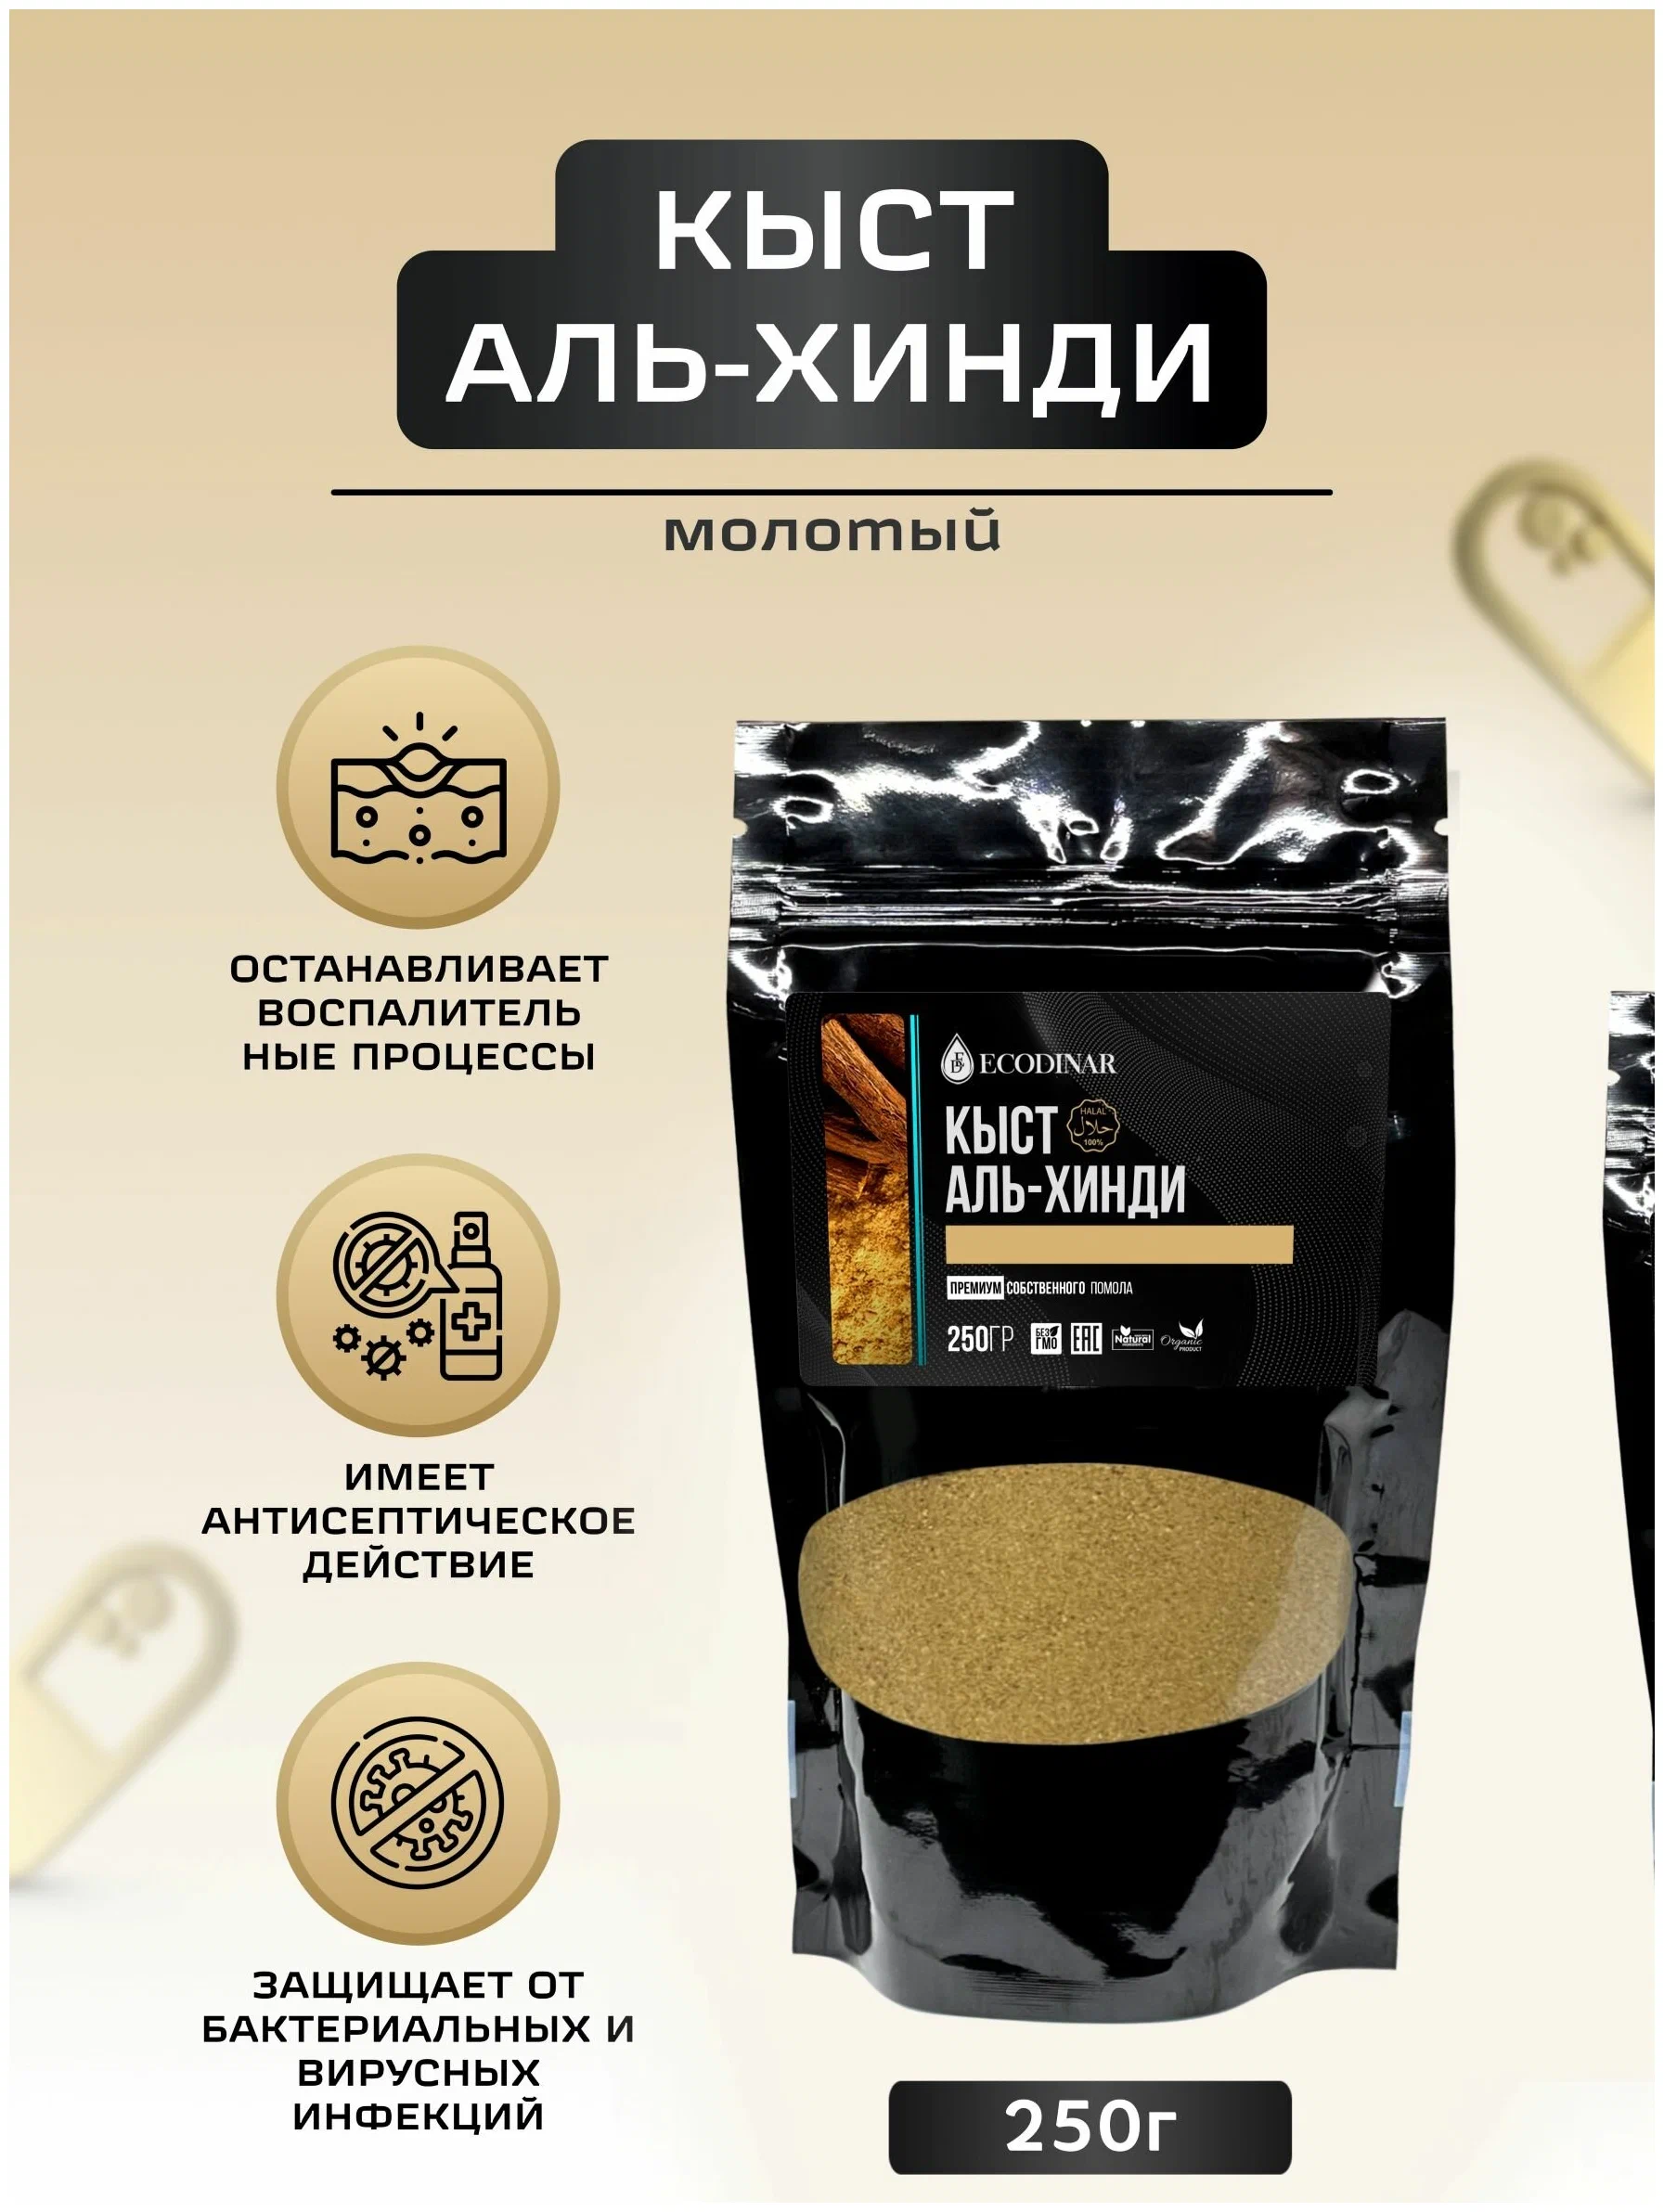 КЫСТ
АЛЬ-ХИНДИ
молотый
ОСТАНАВЛИВАЕТ
ВОСПАЛИТЕЛЬ
НЫЕ ПРОЦЕССЫ
ИМЕЕТ
АНТИСЕПТИЧЕСКОЕ
ДЕЙСТВИЕ
ЗАЩИЩАЕТ ОТ
БАКТЕРИАЛЬНЫХ И
ВИРУСНЫХ
ИНФЕКЦИЙ
ECODINAR
КЫСТ
HALAL
حلال
100%
АЛЬ-ХИНДИ
ПРЕМИУМ СОБСТВЕННОГО ПОМОЛА
250ГР
БЕЗ
ГМО
EAC
Natural
Organic
PRODUCT
250г